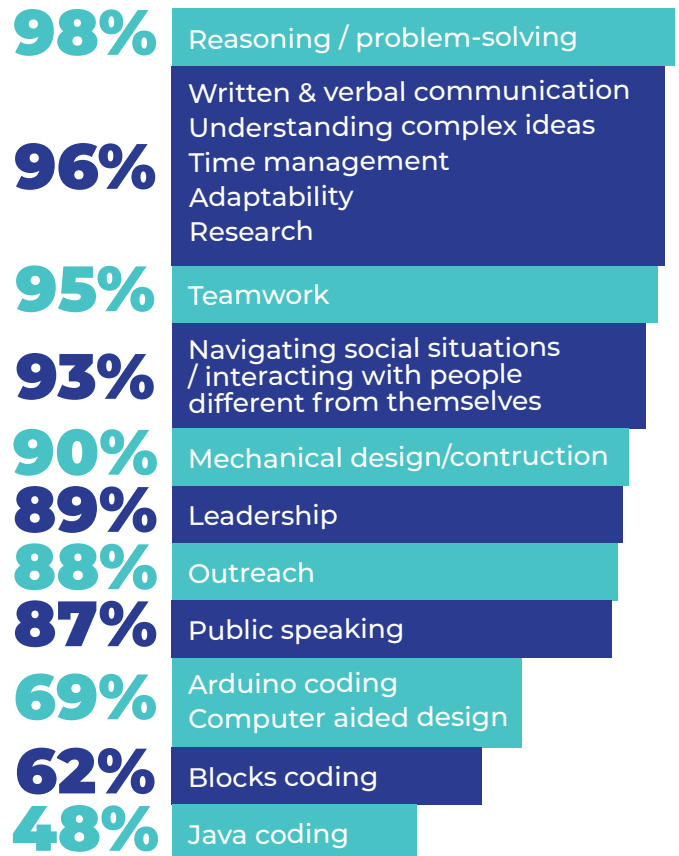 98% Reasoning / problem-solving
96%
Written & verbal communication
Understanding complex ideas
Time management
Adaptability
Research
95% Teamwork
93%
Navigating social situations
/ interacting with people
different from themselves
90% Mechanical design/contruction
89% Leadership
88% Outreach
87% Public speaking
69%
Arduino coding
Computer aided design
62% Blocks coding
48% Java coding